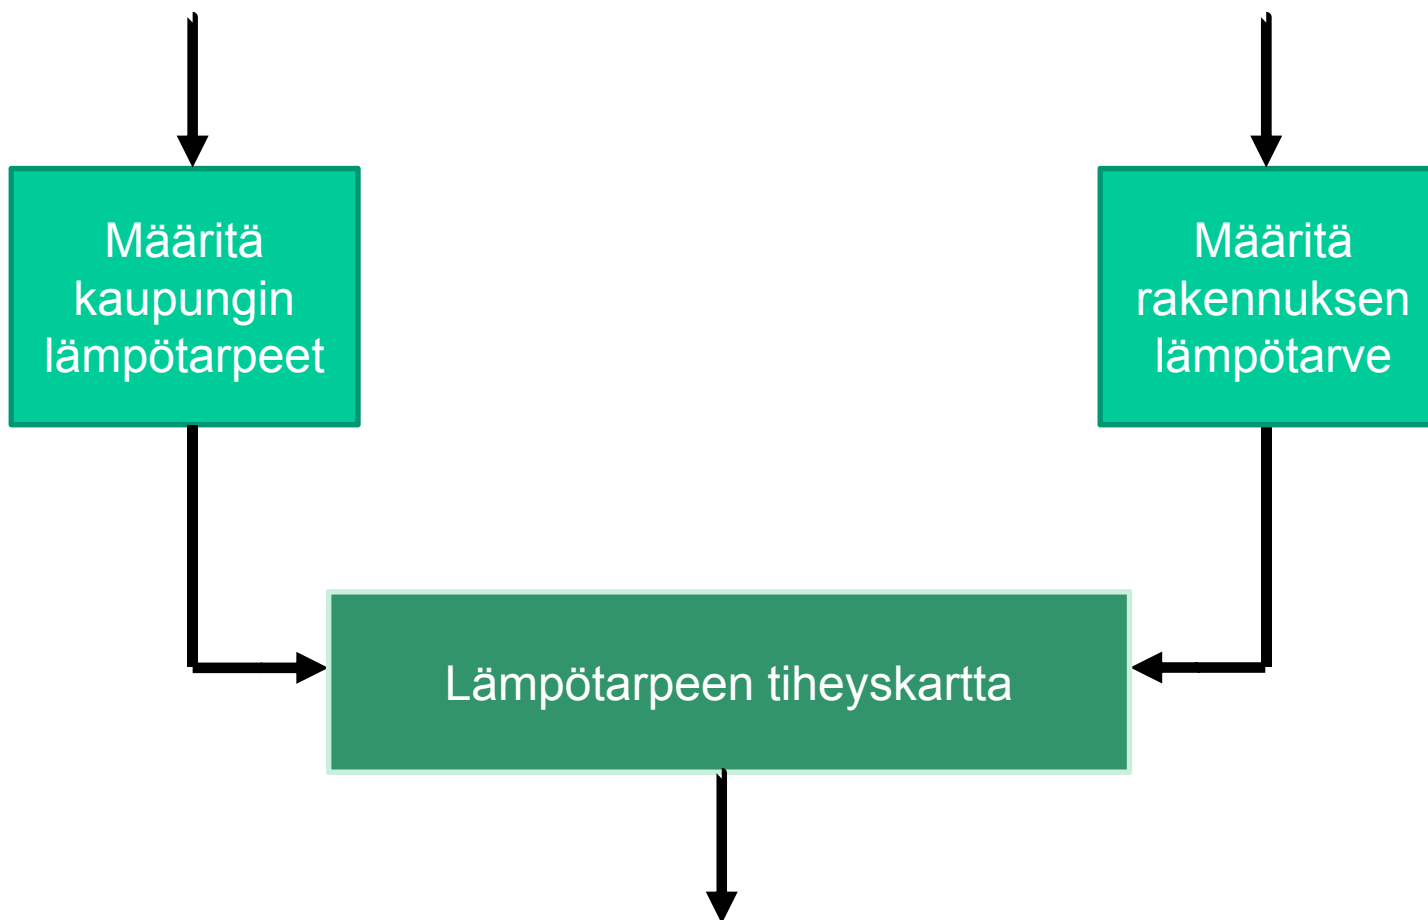 Määritä
kaupungin
lämpötarpeet
Määritä
rakennuksen
lämpötarve
Lämpötarpeen tiheyskartta